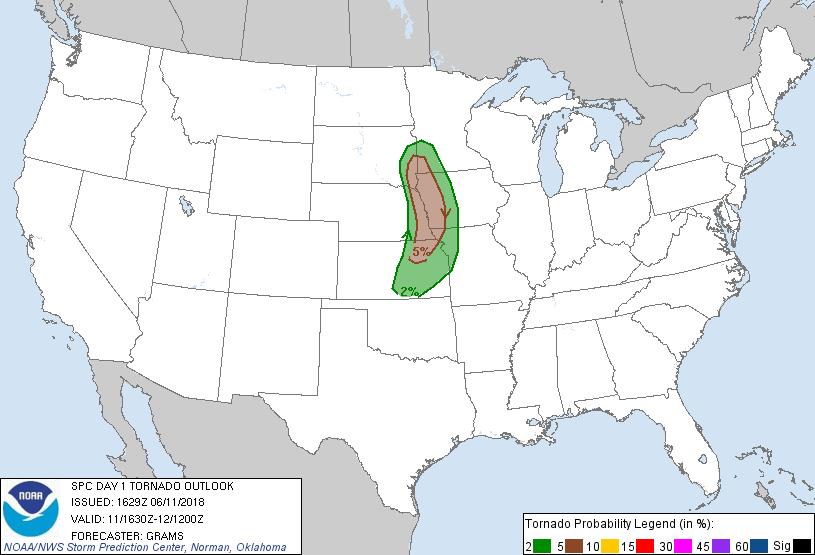 5%
2%
NOAA
SPC DAY 1 TORNADO OUTLOOK
ISSUED: 1629Z 06/11/2018
VALID: 11/1630Z-12/1200Z
FORECASTER: GRAMS
NOAA/NWS Storm Prediction Center, Norman, Oklahoma
Tornado Probability Legend (in %):
2 5 10 15 30 45 60 Sig